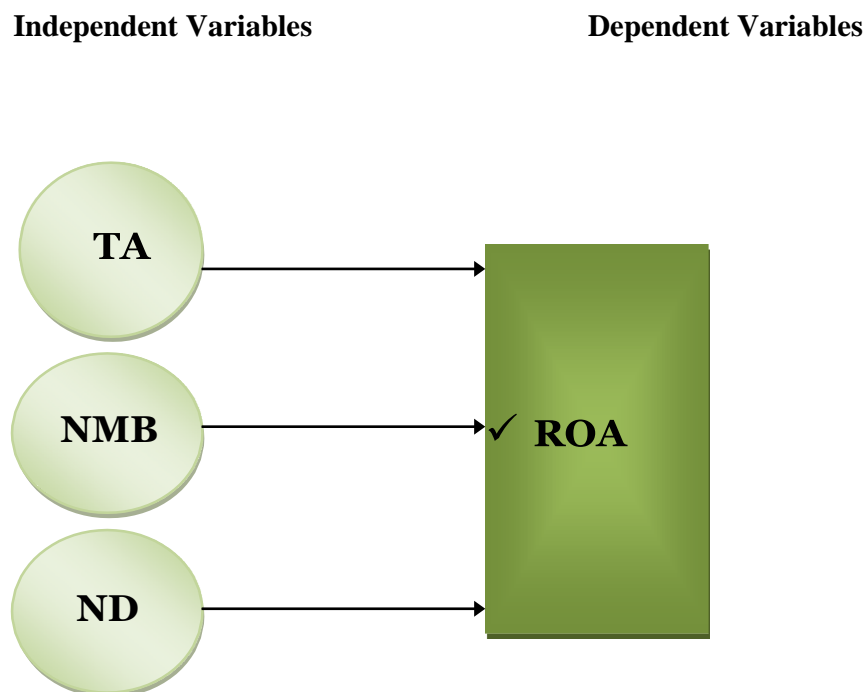 Independent Variables
Dependent Variables
TA
NMB
✓ ROA
ND